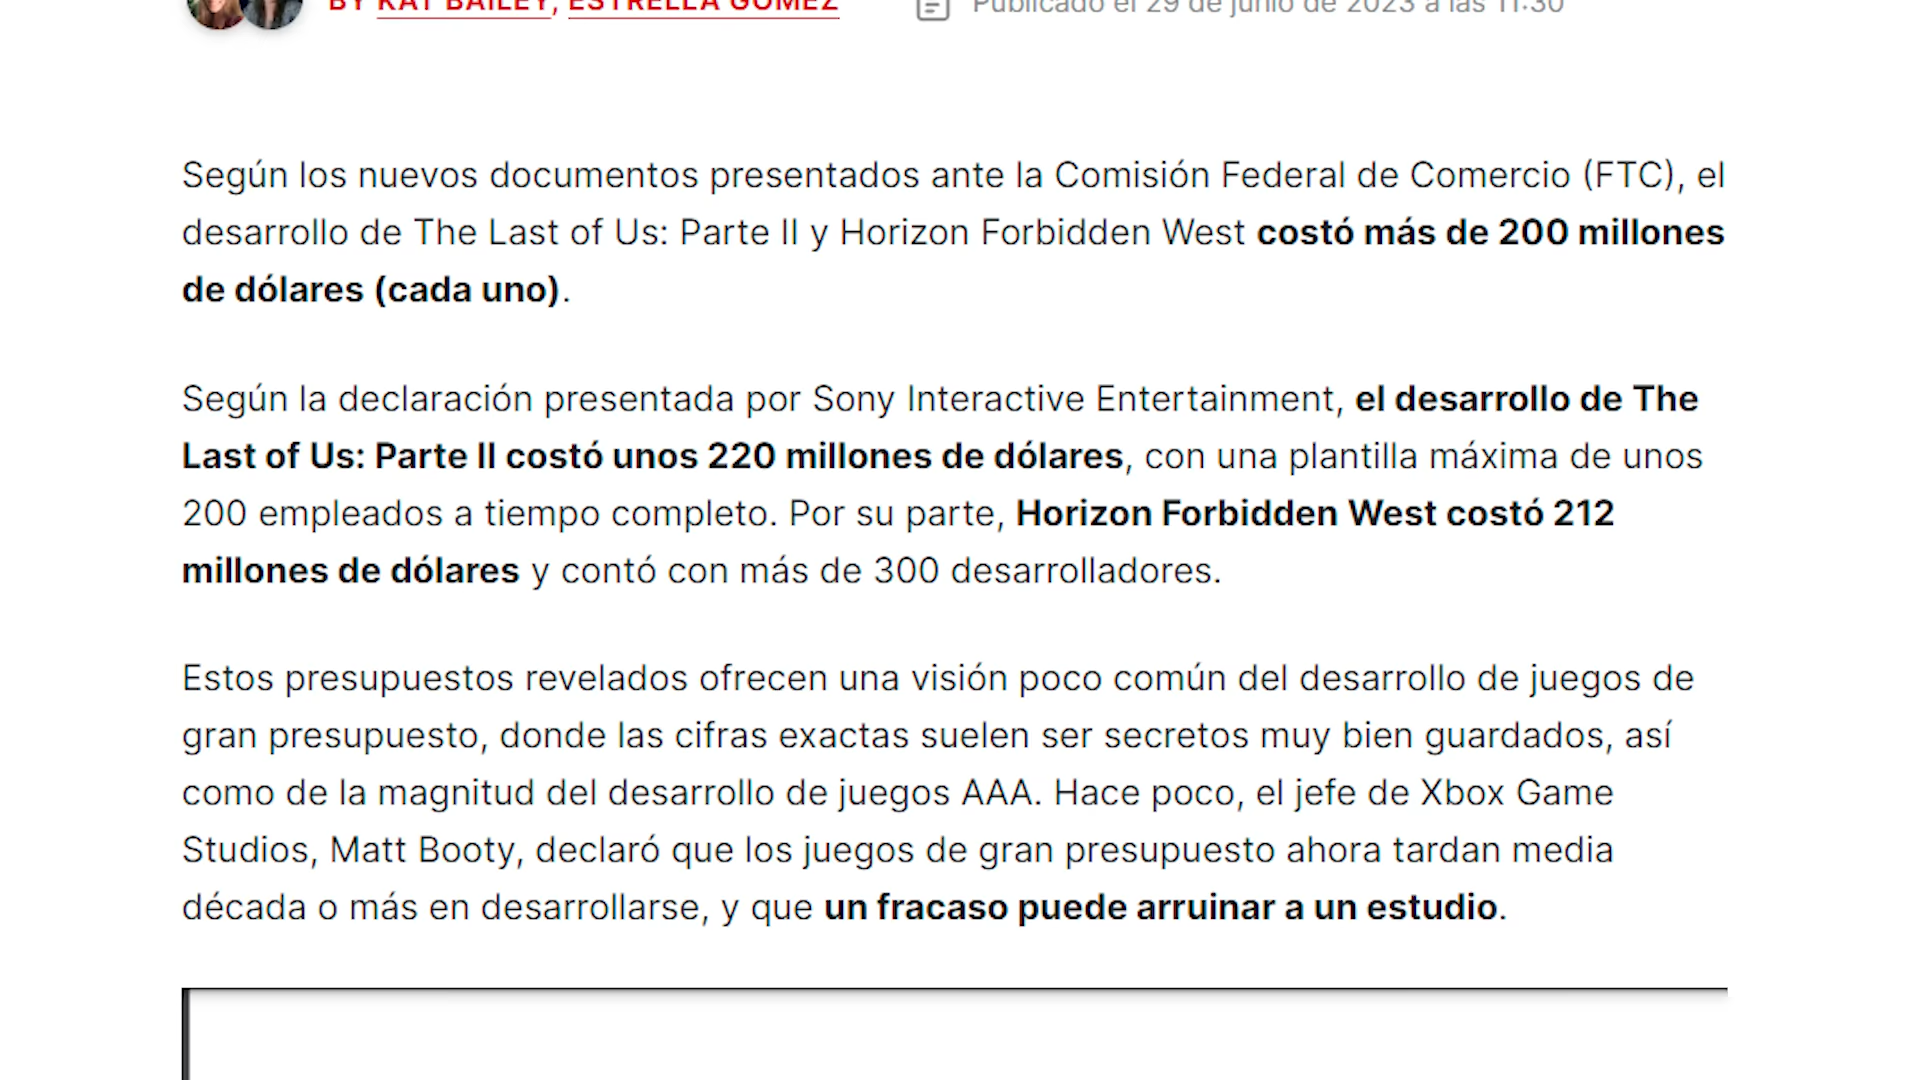 BY KAT BAILEY, ESTRELLA GOMEZ
Publicado el 29 de junio de 2023 a las 11:30
Según los nuevos documentos presentados ante la Comisión Federal de Comercio (FTC), el
desarrollo de The Last of Us: Parte II y Horizon Forbidden West costó más de 200 millones
de dólares (cada uno).
Según la declaración presentada por Sony Interactive Entertainment, el desarrollo de The
Last of Us: Parte II costó unos 220 millones de dólares, con una plantilla máxima de unos
200 empleados a tiempo completo. Por su parte, Horizon Forbidden West costó 212
millones de dólares y contó con más de 300 desarrolladores.
Estos presupuestos revelados ofrecen una visión poco común del desarrollo de juegos de
gran presupuesto, donde las cifras exactas suelen ser secretos muy bien guardados, así
como de la magnitud del desarrollo de juegos AAA. Hace poco, el jefe de Xbox Game
Studios, Matt Booty, declaró que los juegos de gran presupuesto ahora tardan media
década o más en desarrollarse, y que un fracaso puede arruinar a un estudio.